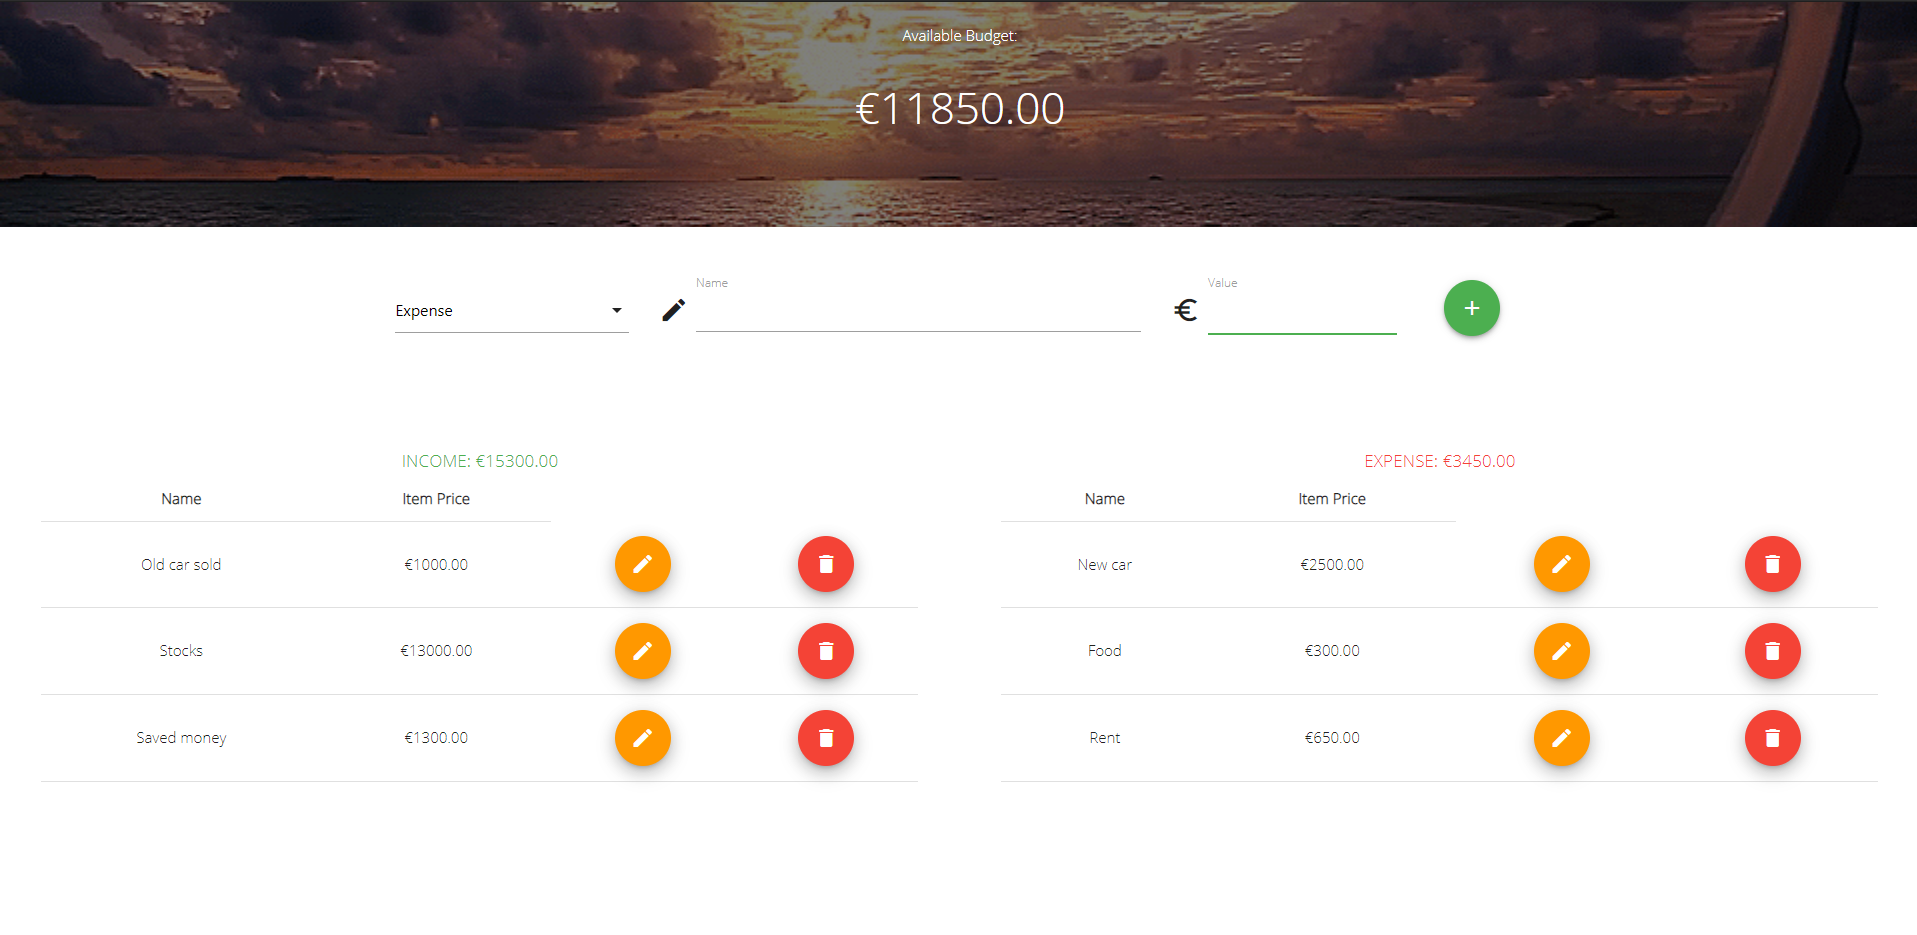 Available Budget:
€11850.00
Expense
Name
Value
INCOME: €15300.00
Name Item Price
Old car sold €1000.00
Stocks €13000.00
Saved money €1300.00
EXPENSE: €3450.00
Name Item Price
New car €2500.00
Food €300.00
Rent €650.00